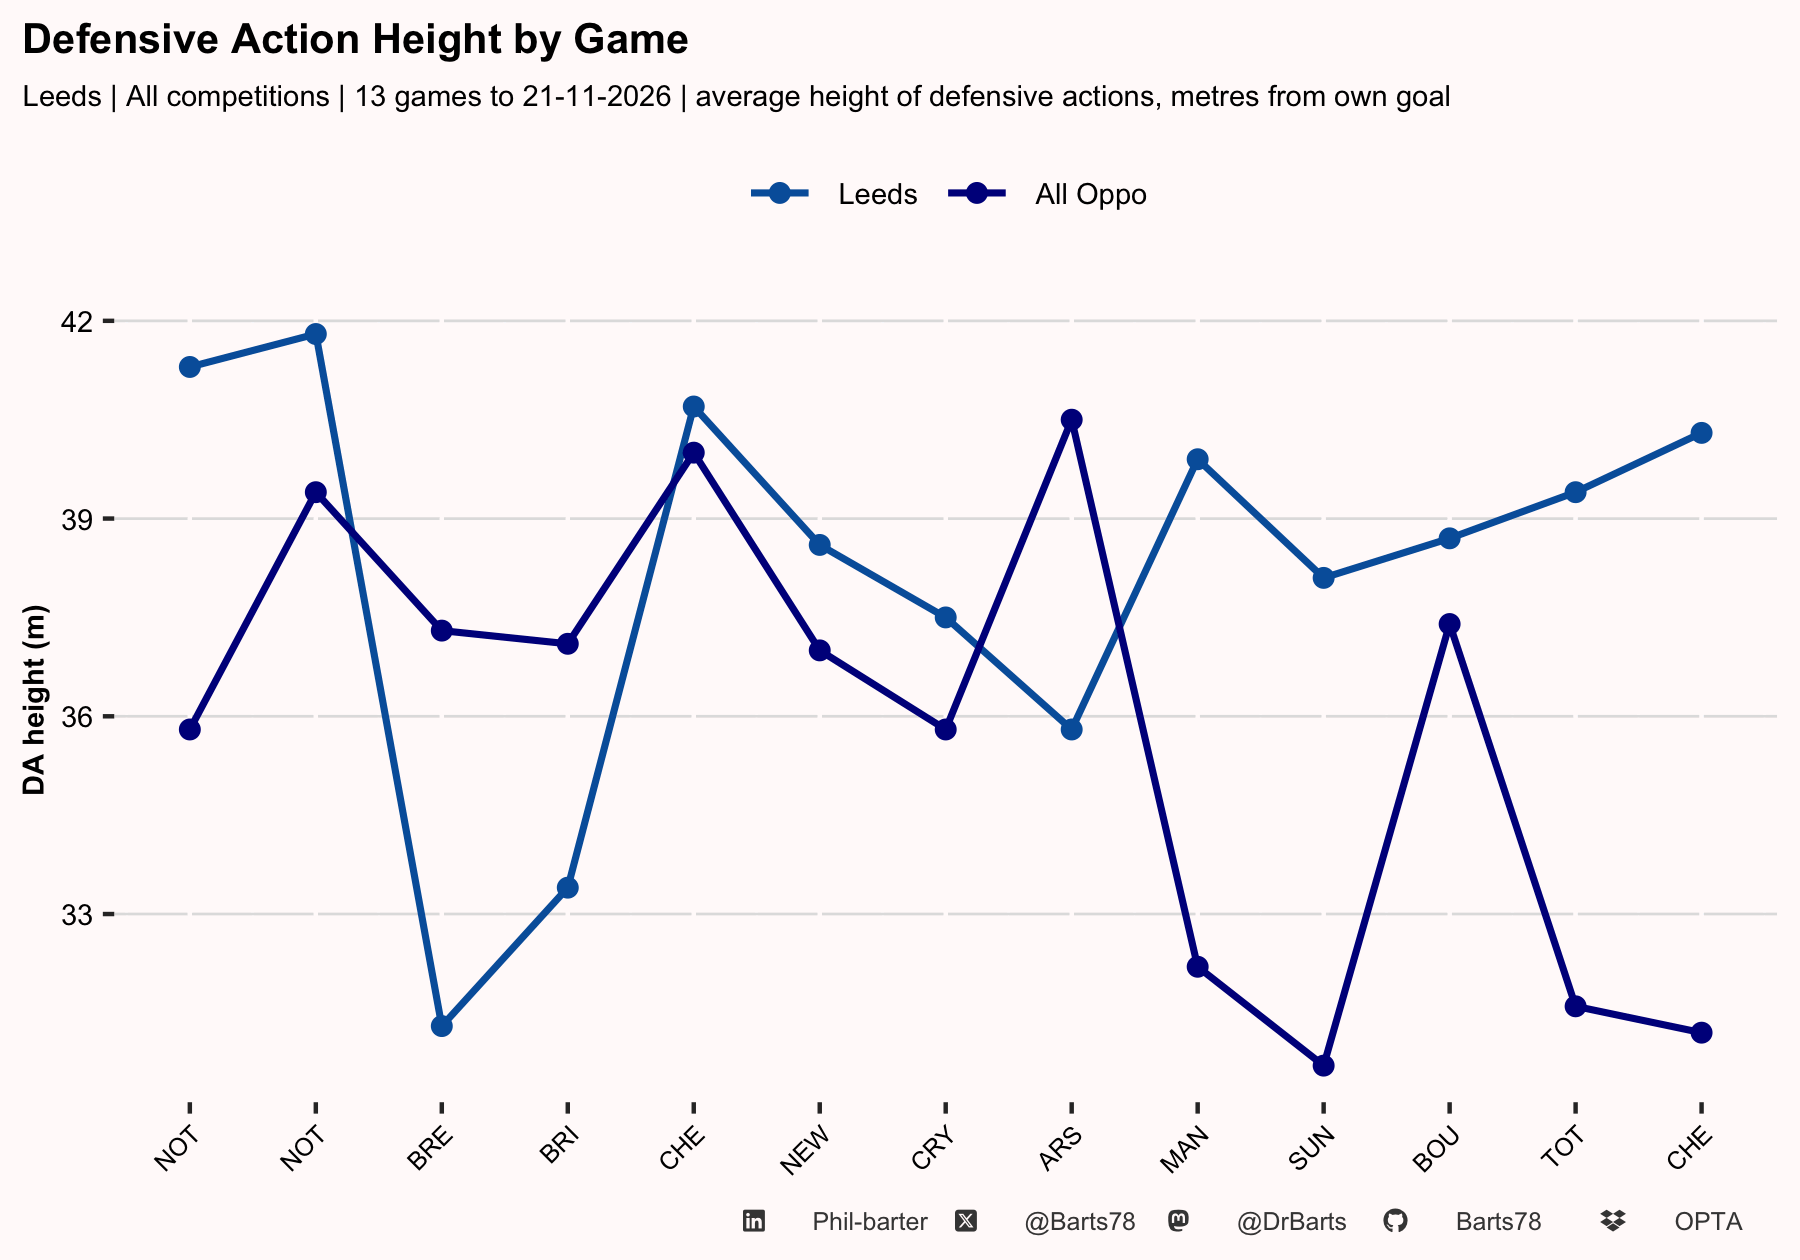 Defensive Action Height by Game
Leeds | All competitions | 13 games to 21-11-2026 | average height of defensive actions, metres from own goal
Leeds All Oppo
42
39
36
33
DA height (m)
NOT NOT BRE BRI CHE NEW CRY ARS MAN SUN BOU TOT CHE
Phil-barter @Barts78 @DrBarts Barts78 OPTA